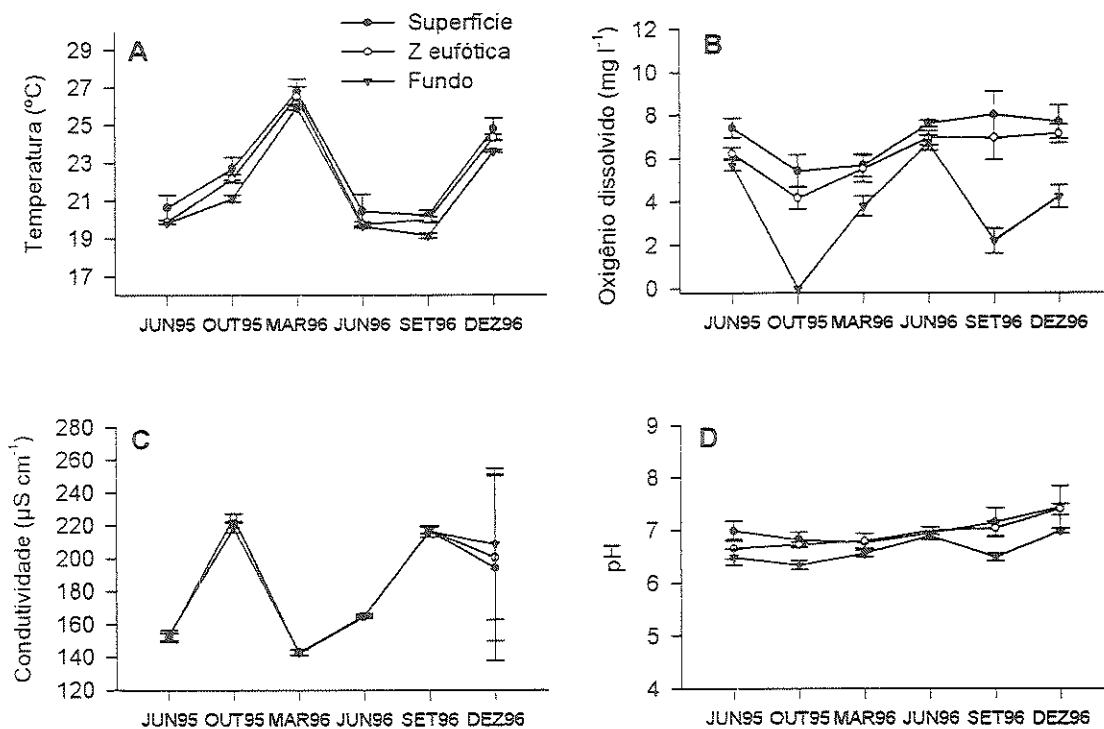 A
Superfície
Z eufótica
Fundo
Temperatura (ºC)
29
27
25
23
21
19
17
JUN95 OUT95 MAR96 JUN96 SET96 DEZ96
B
Oxigênio dissolvido (mg l⁻¹)
12
10
8
6
4
2
0
JUN95 OUT95 MAR96 JUN96 SET96 DEZ96
C
Condutividade (µS cm⁻¹)
280
260
240
220
200
180
160
140
120
JUN95 OUT95 MAR96 JUN96 SET96 DEZ96
D
pH
9
8
7
6
5
4
JUN95 OUT95 MAR96 JUN96 SET96 DEZ96